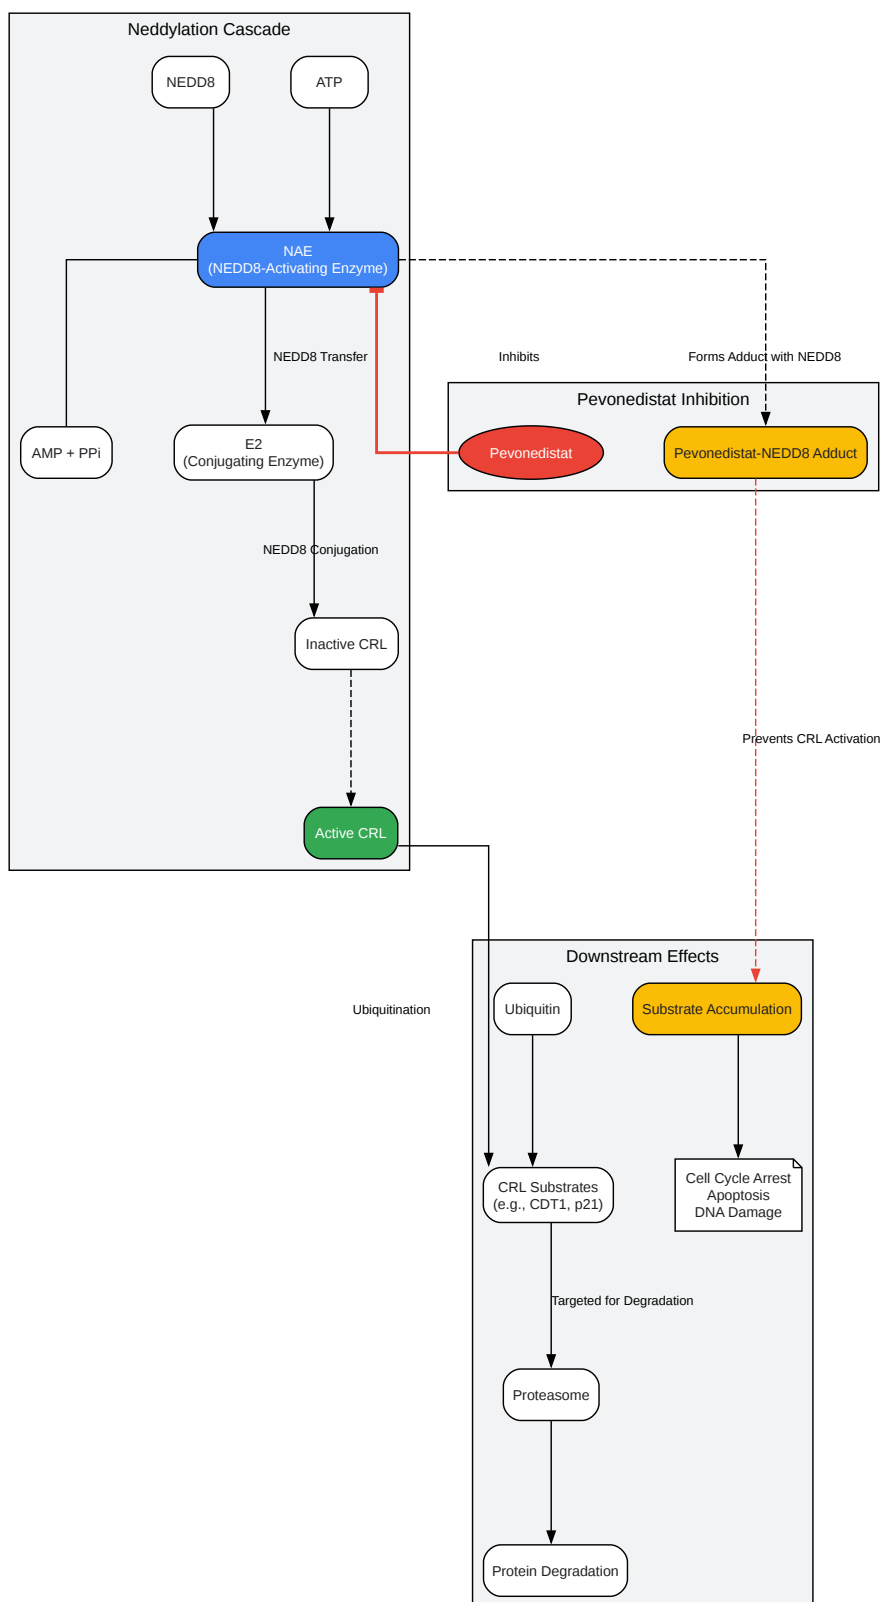 Neddylation Cascade
NEDD8
ATP
NAE
(NEDD8-Activating Enzyme)
NEDD8 Transfer
Inhibits
Forms Adduct with NEDD8
Pevonedistat Inhibition
AMP + PPi
E2
(Conjugating Enzyme)
Pevonedistat
Pevonedistat-NEDD8 Adduct
NEDD8 Conjugation
Inactive CRL
Prevents CRL Activation
Active CRL
Downstream Effects
Ubiquitination
Ubiquitin
Substrate Accumulation
CRL Substrates
(e.g., CDT1, p21)
Cell Cycle Arrest
Apoptosis
DNA Damage
Targeted for Degradation
Proteasome
Protein Degradation